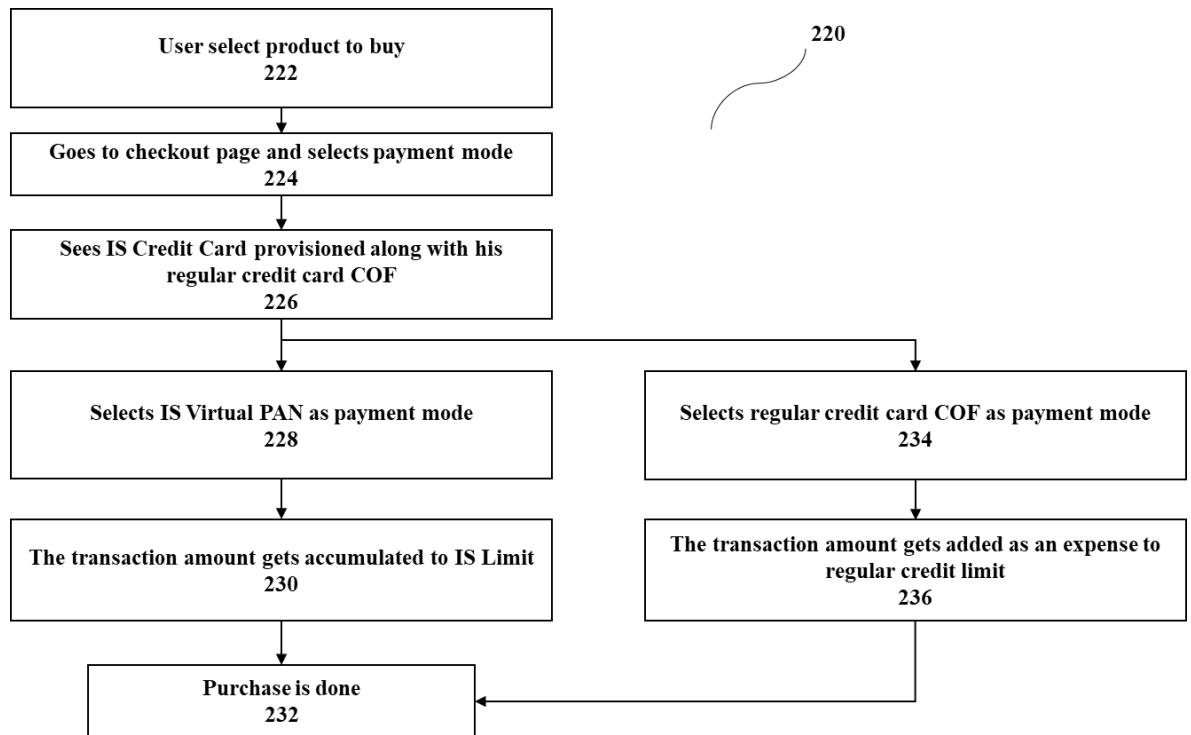 User select product to buy
222
220
Goes to checkout page and selects payment mode
224
Sees IS Credit Card provisioned along with his
regular credit card COF
226
Selects IS Virtual PAN as payment mode
228
Selects regular credit card COF as payment mode
234
The transaction amount gets accumulated to IS Limit
230
The transaction amount gets added as an expense to
regular credit limit
236
Purchase is done
232